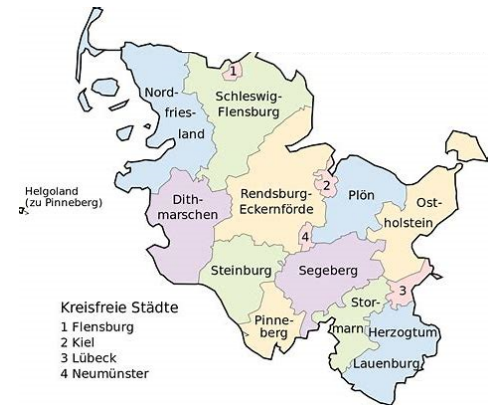 1
Nord-
fries-
land
Schleswig-
Flensburg
2
Helgoland
(zu Pinneberg)
Dith-
marschen
Rendsburg-
Eckernförde
Plön
Ost-
holstein
4
Steinburg
Segeberg
3
Stor-
marn
Pinne-
berg
Herzogtum
Lauenburg
Kreisfreie Städte
1 Flensburg
2 Kiel
3 Lübeck
4 Neumünster